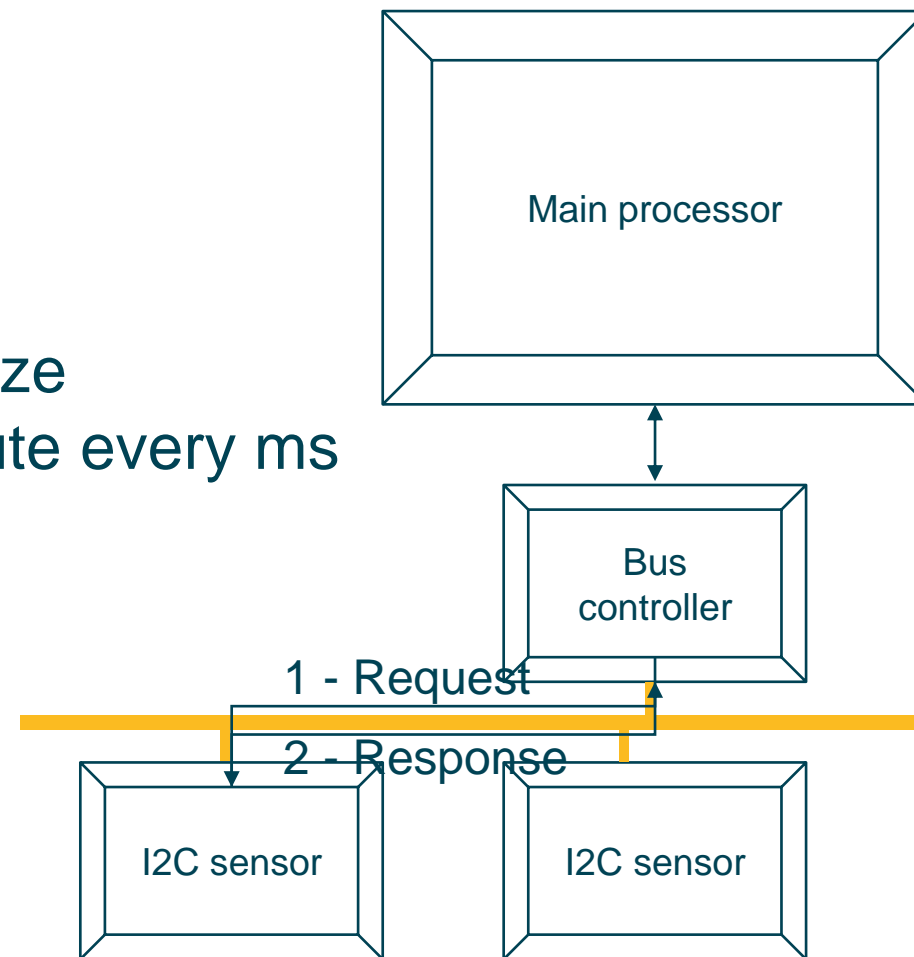 Main processor
ze
ute every ms
Bus
controller
1 - Request
2 - Response
I2C sensor
I2C sensor